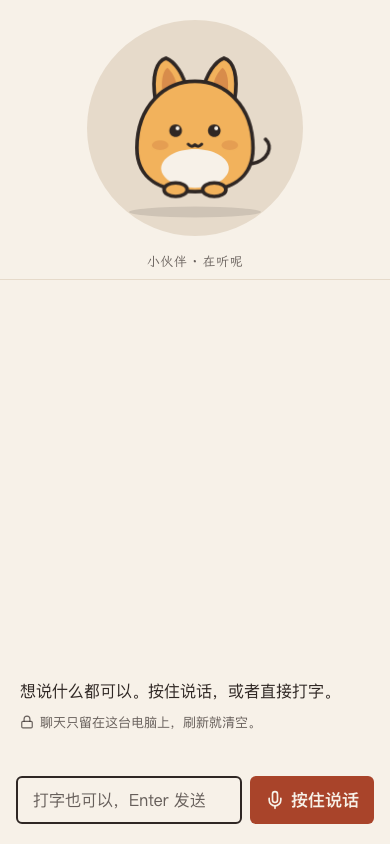 小伙伴 · 在听呢
想说什么都可以。按住说话，或者直接打字。
聊天只留在这台电脑上，刷新就清空。
打字也可以，Enter 发送
按住说话